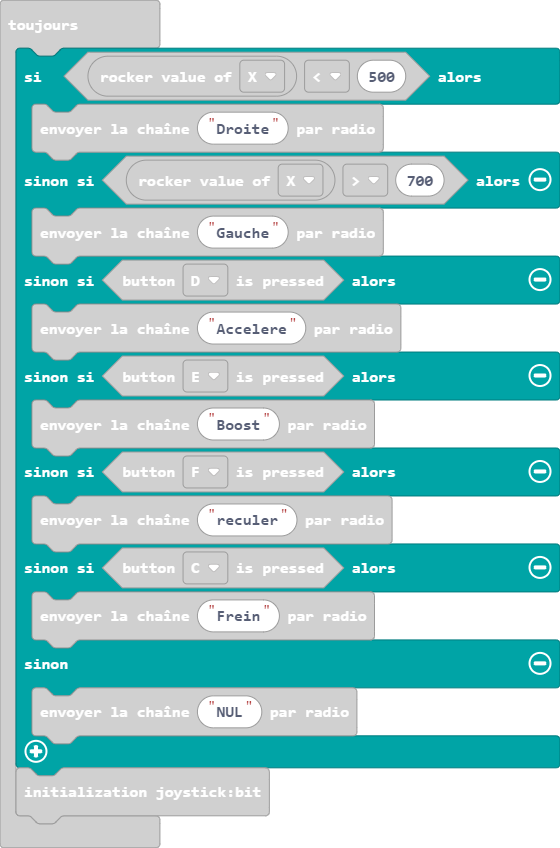 toujours
si rocker value of X < 500 alors
envoyer la chaîne "Droite" par radio
sinon si rocker value of X > 700 alors
envoyer la chaîne "Gauche" par radio
sinon si button D is pressed alors
envoyer la chaîne "Accelere" par radio
sinon si button E is pressed alors
envoyer la chaîne "Boost" par radio
sinon si button F is pressed alors
envoyer la chaîne "reculer" par radio
sinon si button C is pressed alors
envoyer la chaîne "Frein" par radio
sinon
envoyer la chaîne "NUL" par radio
initialization joystick:bit